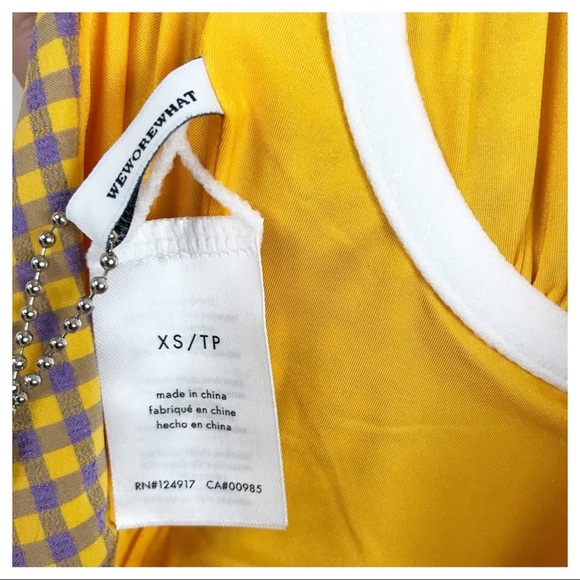 WEWOREWHAT
XS/TP
made in china
fabriqué en chine
hecho en china
RN#124917 CA#00985